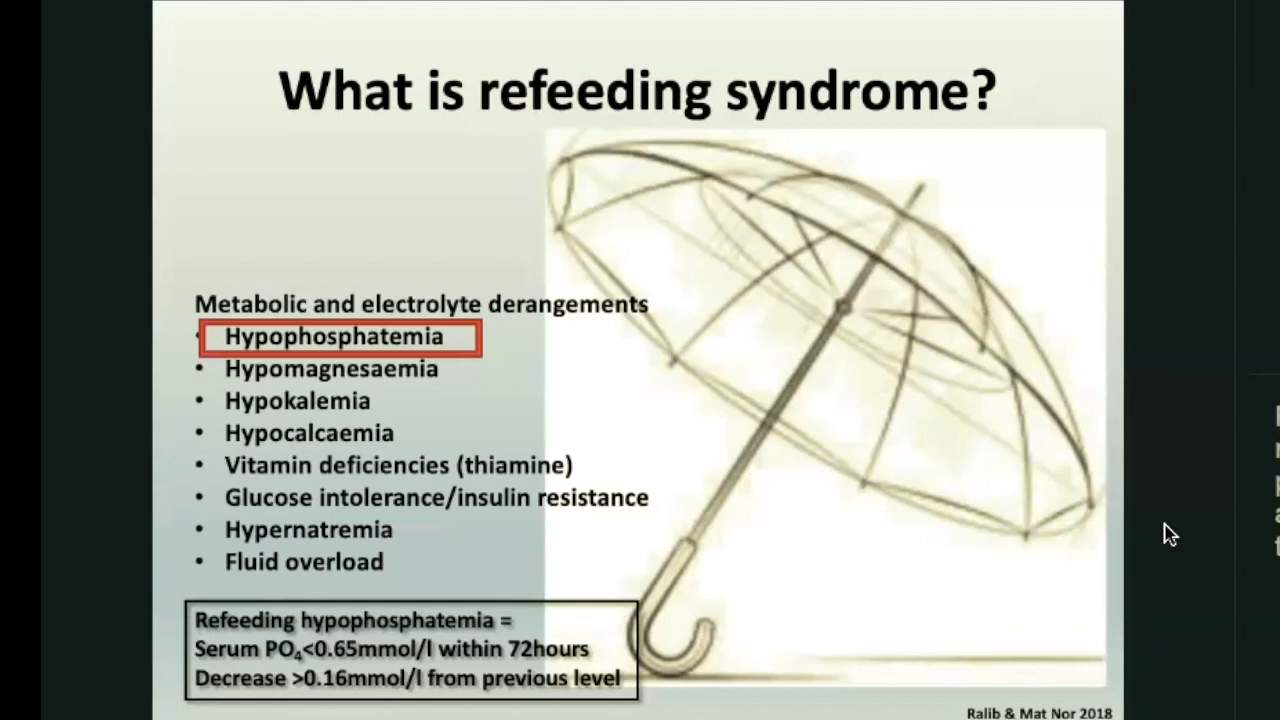 What is refeeding syndrome?
Metabolic and electrolyte derangements
• Hypophosphatemia
• Hypomagnesaemia
• Hypokalemia
• Hypocalcaemia
• Vitamin deficiencies (thiamine)
• Glucose intolerance/insulin resistance
• Hypernatremia
• Fluid overload
Refeeding hypophosphatemia =
Serum PO₄<0.65mmol/l within 72hours
Decrease >0.16mmol/l from previous level
Ralib & Mat Nor 2018